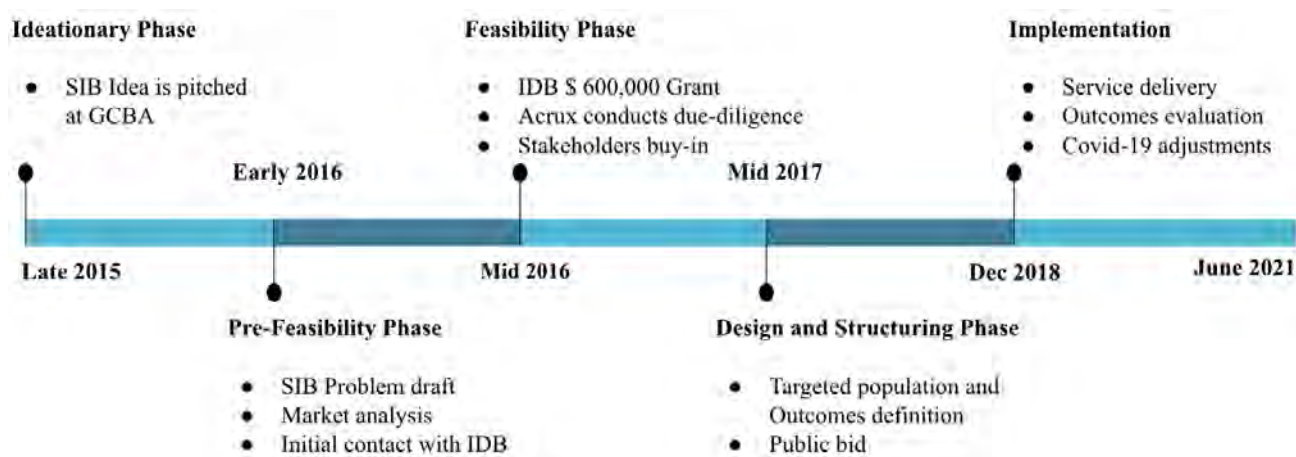 Ideationary Phase
● SIB Idea is pitched
at GCBA
Feasibility Phase
● IDB $ 600,000 Grant
● Acrux conducts due-diligence
● Stakeholders buy-in
Implementation
● Service delivery
● Outcomes evaluation
● Covid-19 adjustments
Early 2016
Mid 2017
Late 2015
Mid 2016
Dec 2018
June 2021
Pre-Feasibility Phase
● SIB Problem draft
● Market analysis
● Initial contact with IDB
Design and Structuring Phase
● Targeted population and
Outcomes definition
● Public bid